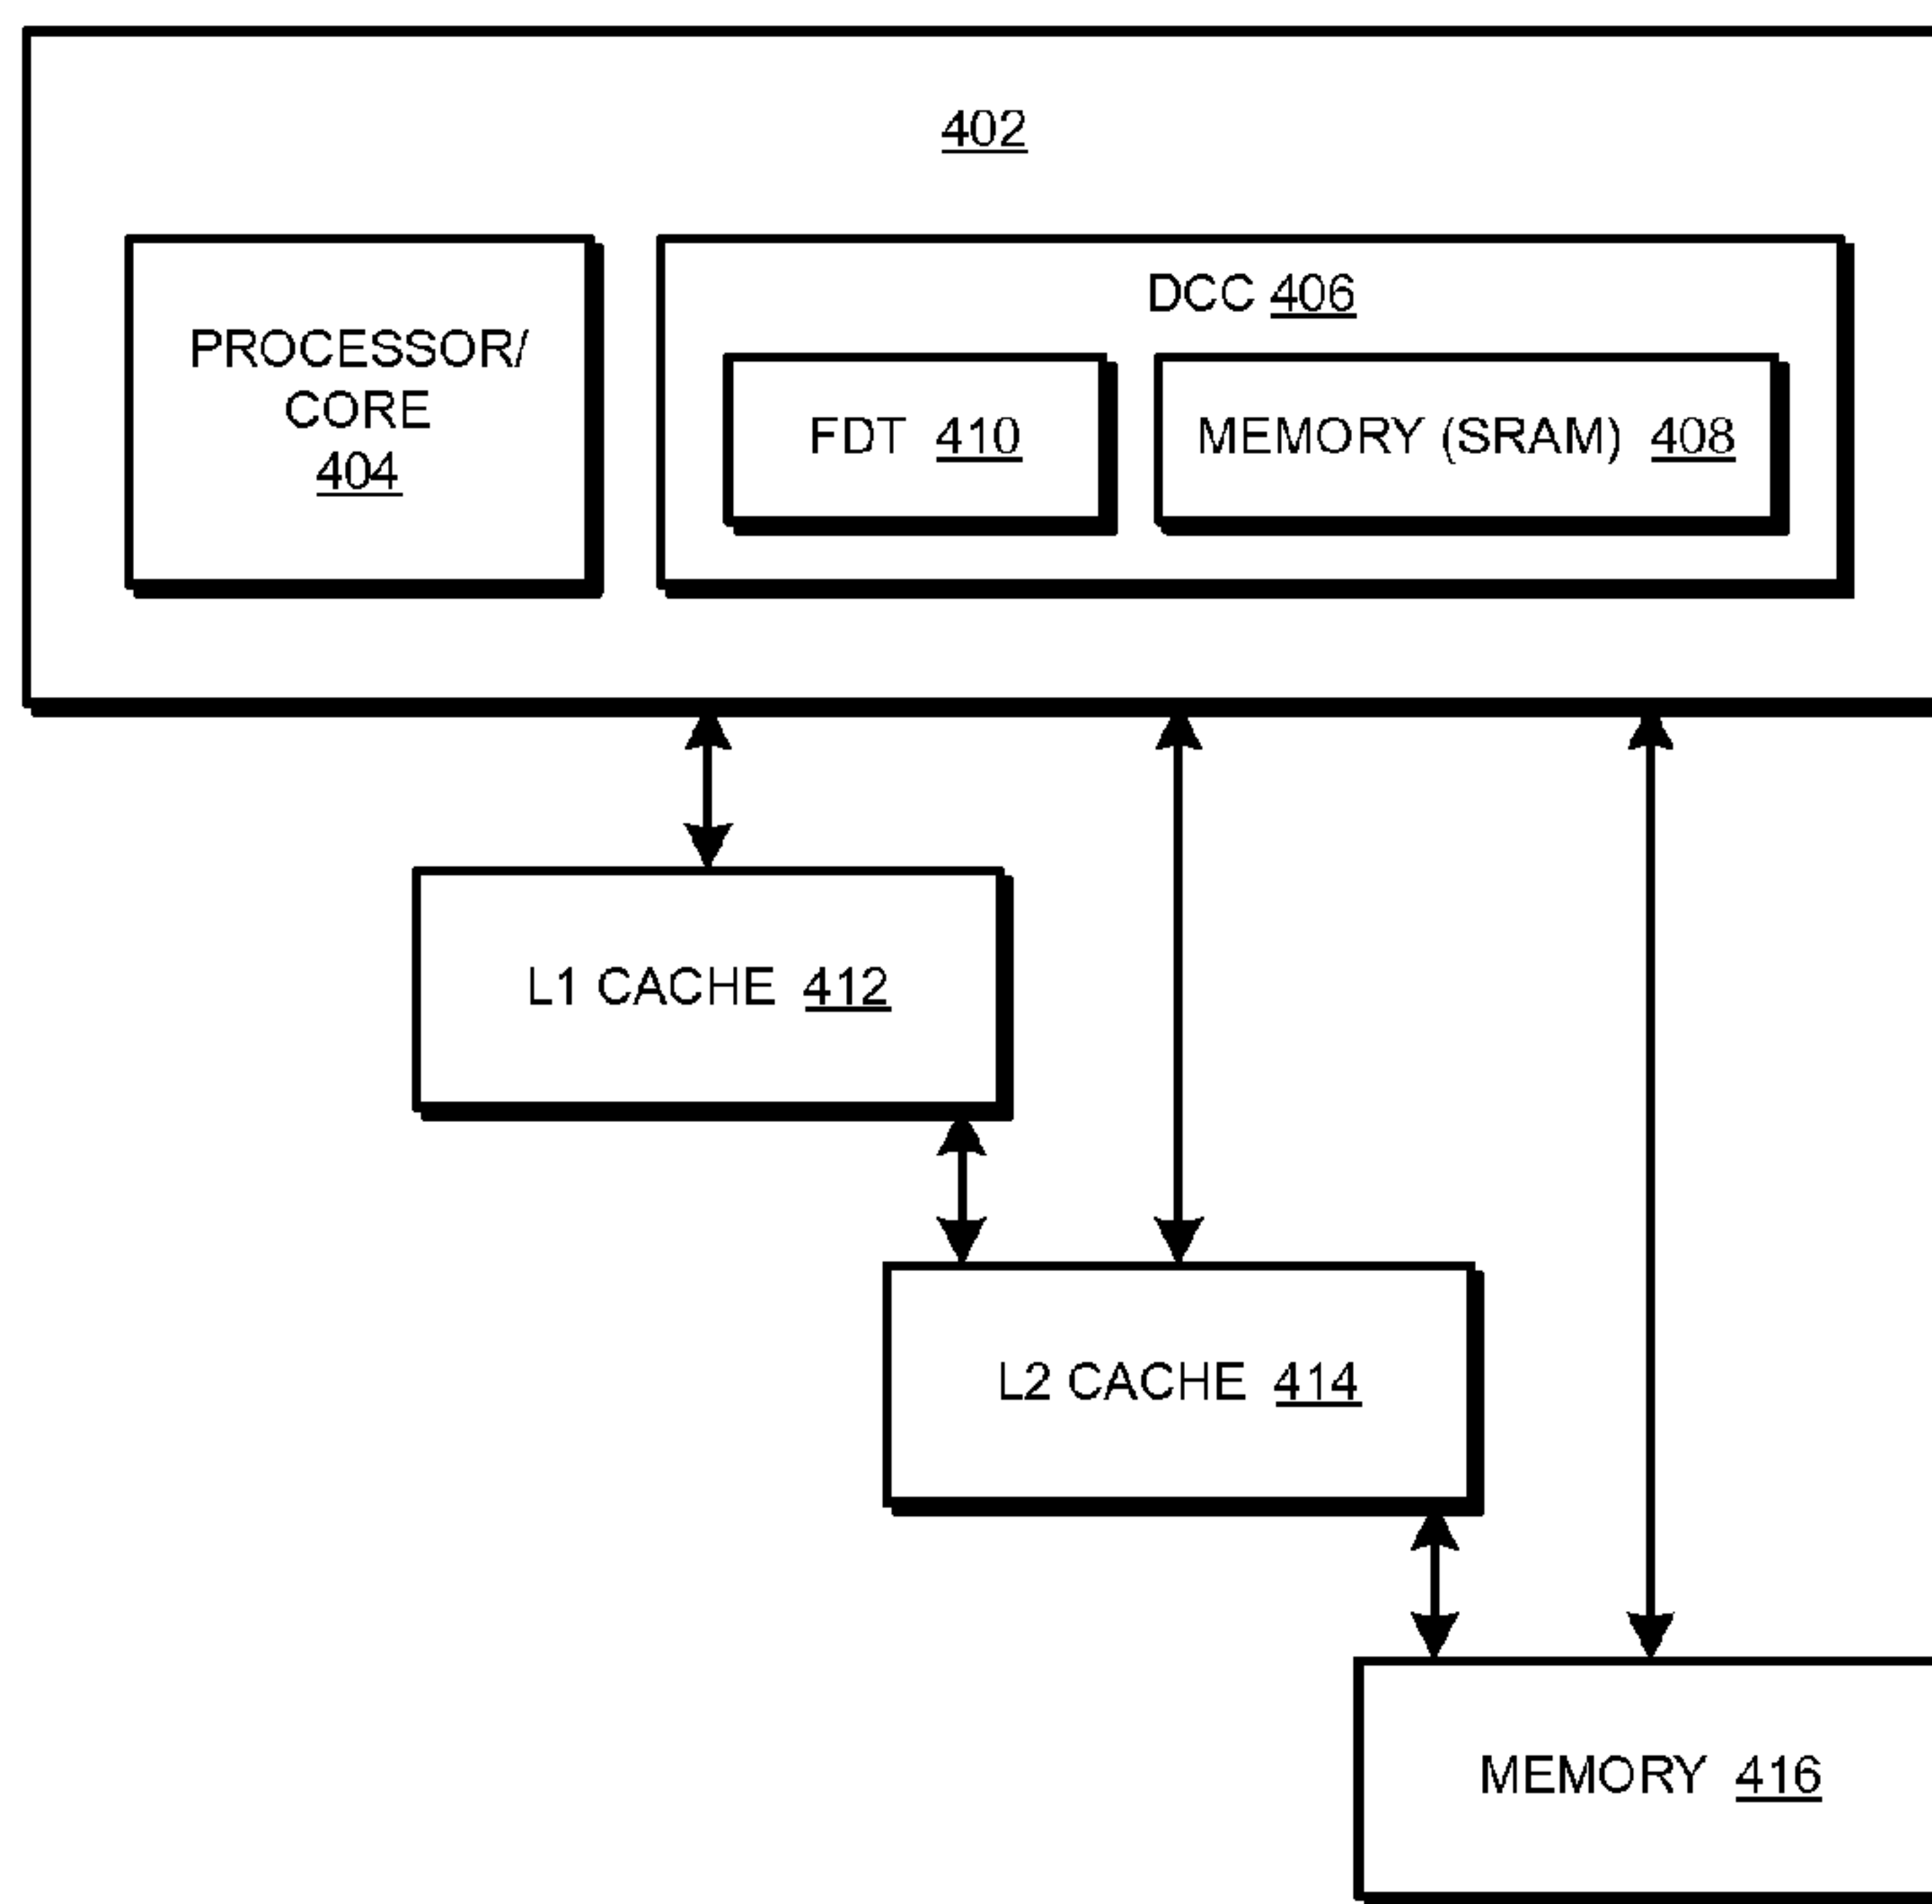 402
PROCESSOR/
CORE
404
DCC 406
FDT 410
MEMORY (SRAM) 408
L1 CACHE 412
L2 CACHE 414
MEMORY 416